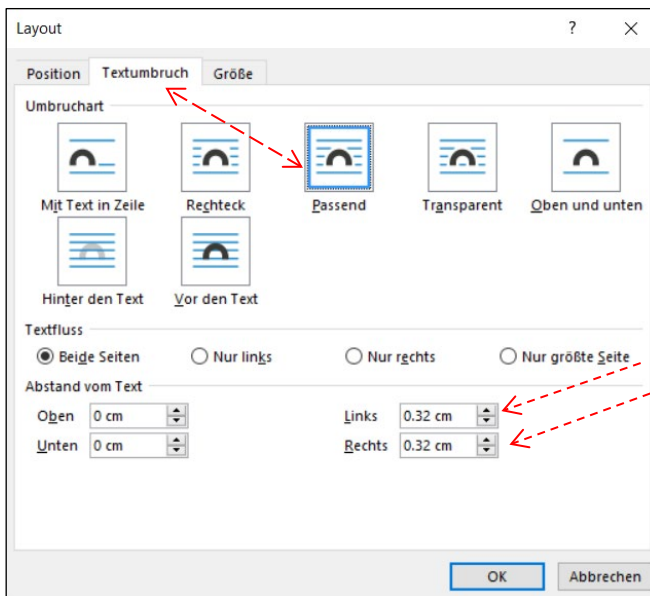 Layout ?
Position Textumbruch Größe
Umbruchart
Mit Text in Zeile Rechteck Passend Transparent Oben und unten
Hinter den Text Vor den Text
Textfluss
Beide Seiten Nur links Nur rechts Nur größte Seite
Abstand vom Text
Oben 0 cm Links 0.32 cm
Unten 0 cm Rechts 0.32 cm
OK Abbrechen